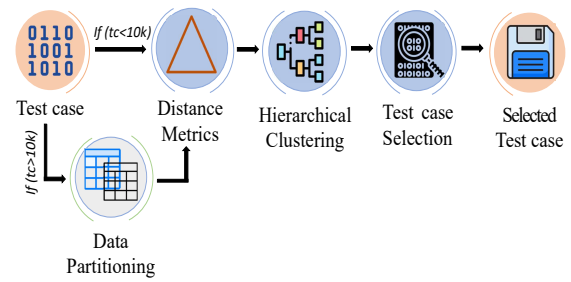 0110
1001
1010
If (tc<10k)
Test case
Distance
Metrics
Hierarchical
Clustering
Test case
Selection
Selected
Test case
If (tc>10k)
Data
Partitioning